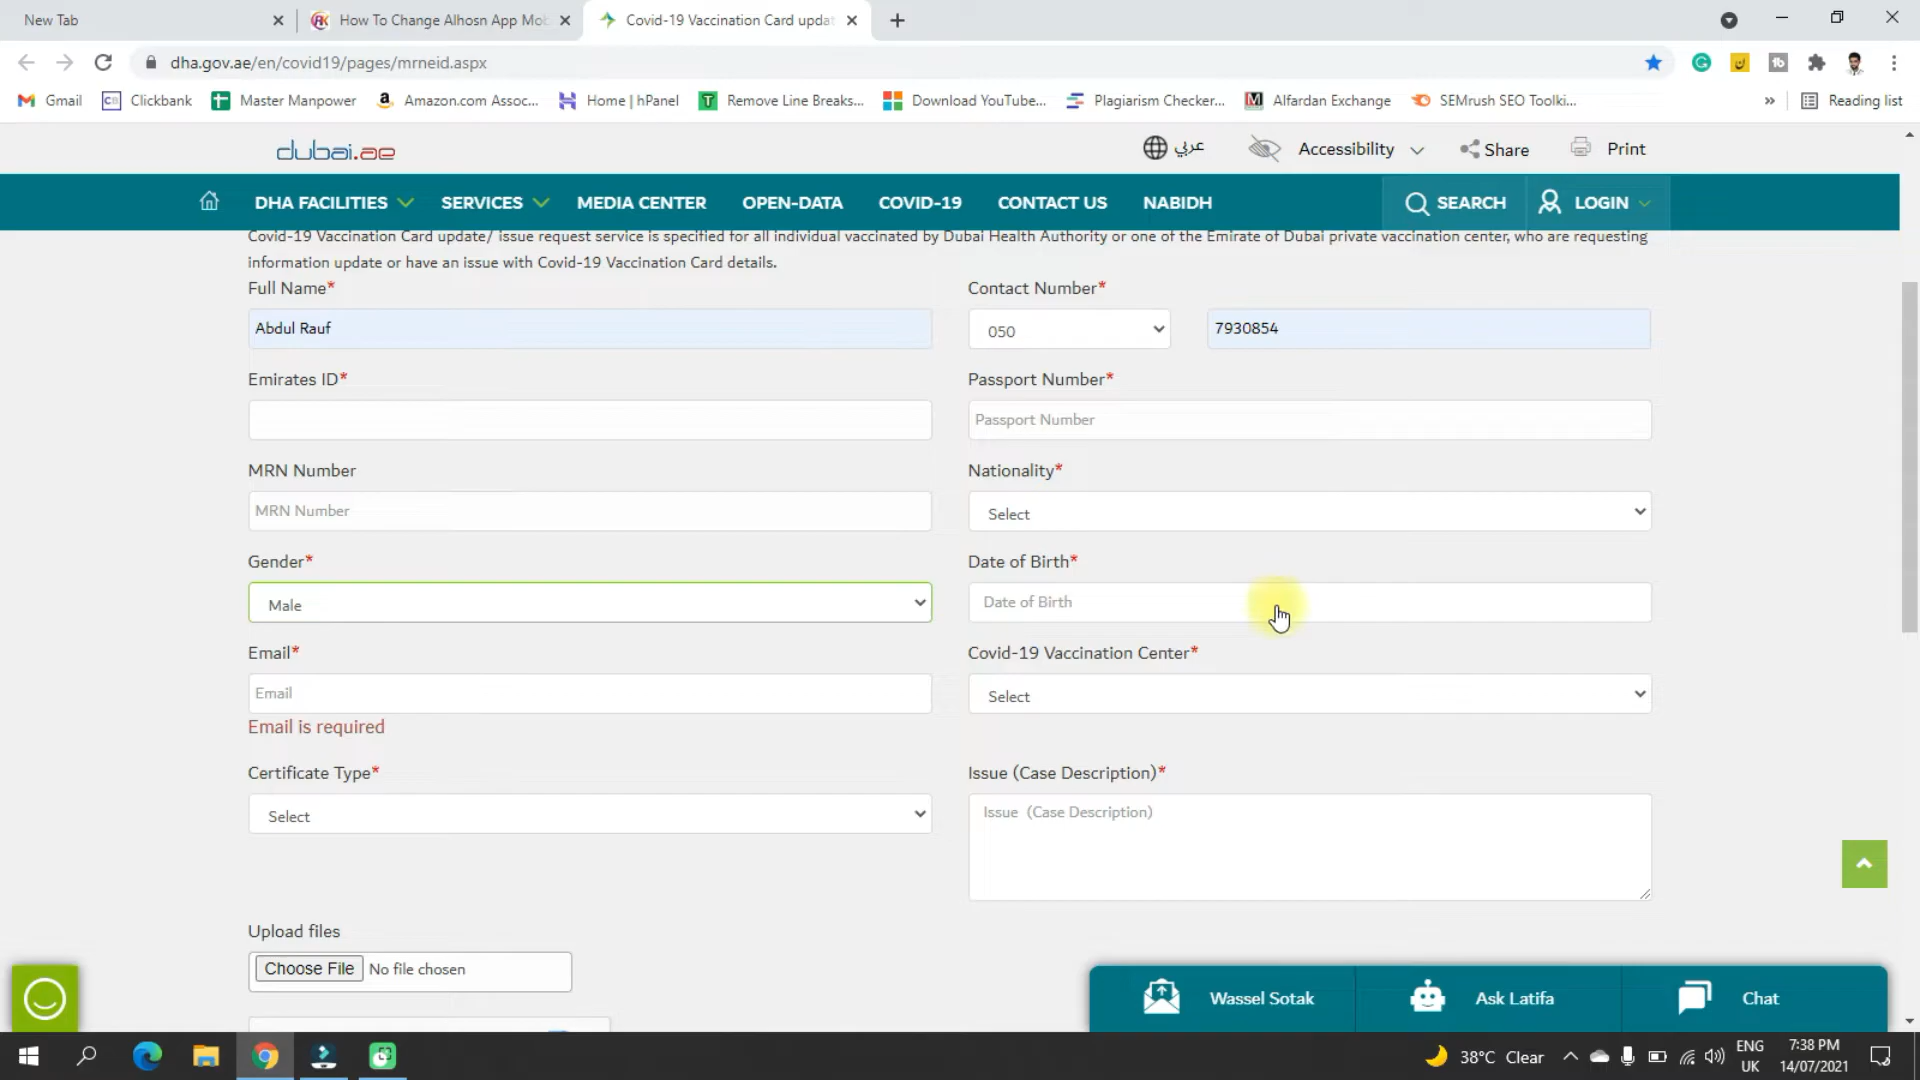 New Tab
How To Change Alhosn App Mob
Covid-19 Vaccination Card updat
dha.gov.ae/en/covid19/pages/mrneid.aspx
Gmail
Clickbank
Master Manpower
Amazon.com Assoc...
Home | hPanel
Remove Line Breaks...
Download YouTube...
Plagiarism Checker...
Alfardan Exchange
SEMrush SEO Toolki...
» Reading list
dubai.ae
عربي
Accessibility
Share
Print
DHA FACILITIES
SERVICES
MEDIA CENTER
OPEN-DATA
COVID-19
CONTACT US
NABIDH
SEARCH
LOGIN
Covid-19 Vaccination Card update/ issue request service is specified for all individual vaccinated by Dubai Health Authority or one of the Emirate of Dubai private vaccination center, who are requesting
information update or have an issue with Covid-19 Vaccination Card details.
Full Name*
Contact Number*
Abdul Rauf
050
7930854
Emirates ID*
Passport Number*
Passport Number
MRN Number
Nationality*
MRN Number
Select
Gender*
Date of Birth*
Male
Date of Birth
Email*
Covid-19 Vaccination Center*
Email
Select
Email is required
Certificate Type*
Issue (Case Description)*
Select
Issue (Case Description)
Upload files
Choose File No file chosen
Wassel Sotak
Ask Latifa
Chat
38°C Clear
ENG
UK
7:38 PM
14/07/2021